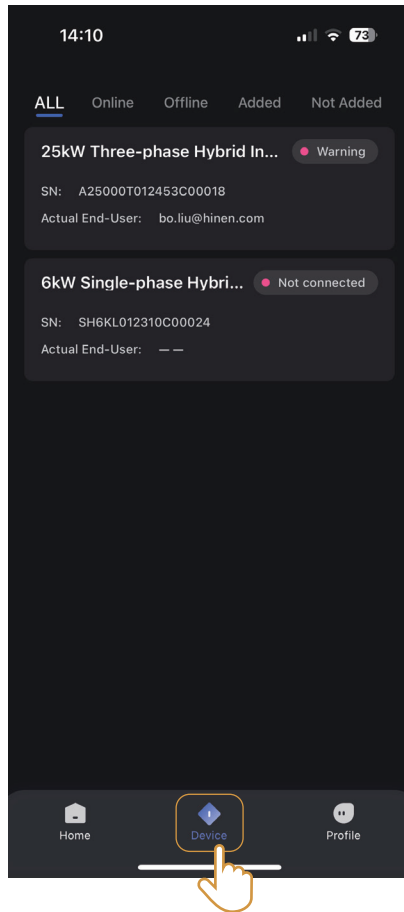 14:10
73
ALL Online Offline Added Not Added
25kW Three-phase Hybrid In... Warning
SN: A25000T012453C00018
Actual End-User: bo.liu@hinen.com
6kW Single-phase Hybri... Not connected
SN: SH6KL012310C00024
Actual End-User: — —
Home Device Profile